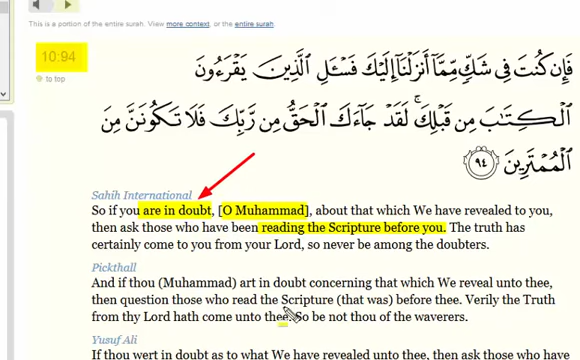 This is a portion of the entire surah. View more context, or the entire surah.
10:94
to top
فَإِن كُنتَ فِى شَكٍّ مِّمَّآ أَنزَلْنَآ إِلَيْكَ فَسْـَٔلِ ٱلَّذِينَ يَقْرَءُونَ
ٱلْكِتَـٰبَ مِن قَبْلِكَ ۚ لَقَدْ جَآءَكَ ٱلْحَقُّ مِن رَّبِّكَ فَلَا تَكُونَنَّ مِنَ
ٱلْمُمْتَرِينَ ٩٤
Sahih International
So if you are in doubt, [O Muhammad], about that which We have revealed to you,
then ask those who have been reading the Scripture before you. The truth has
certainly come to you from your Lord, so never be among the doubters.
Pickthall
And if thou (Muhammad) art in doubt concerning that which We reveal unto thee,
then question those who read the Scripture (that was) before thee. Verily the Truth
from thy Lord hath come unto thee. So be not thou of the waverers.
Yusuf Ali
If thou wert in doubt as to what We have revealed unto thee, then ask those who have